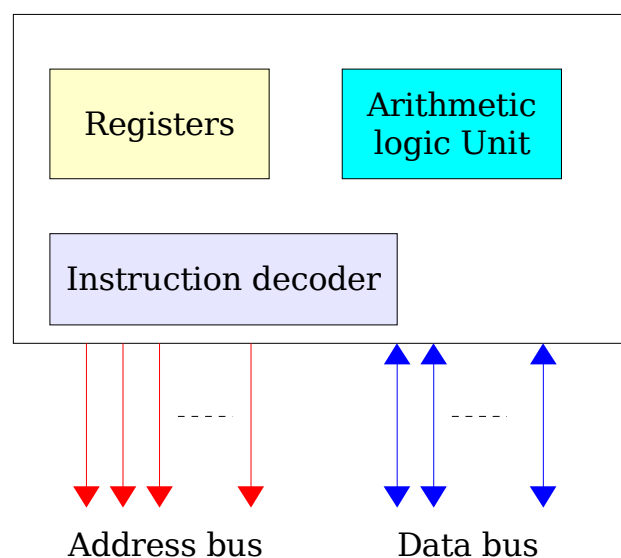 Registers
Arithmetic
logic Unit
Instruction decoder
Address bus
Data bus